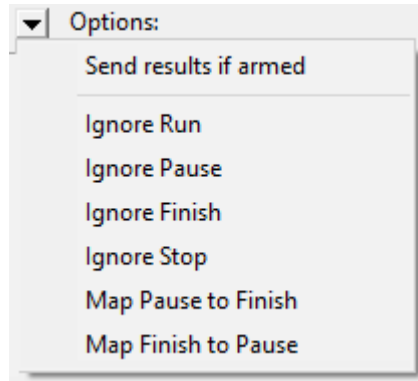 Options:
Send results if armed
Ignore Run
Ignore Pause
Ignore Finish
Ignore Stop
Map Pause to Finish
Map Finish to Pause